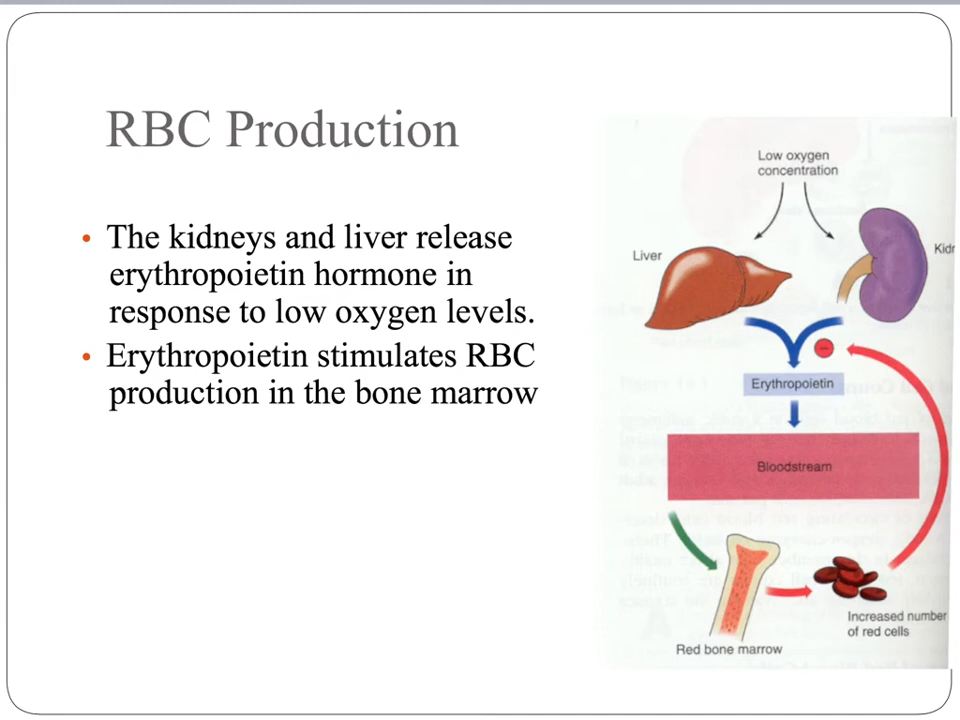 RBC Production
• The kidneys and liver release
erythropoietin hormone in
response to low oxygen levels.
• Erythropoietin stimulates RBC
production in the bone marrow
Low oxygen
concentration
Liver
Kidr
Erythropoietin
Bloodstream
Increased number
of red cells
Red bone marrow